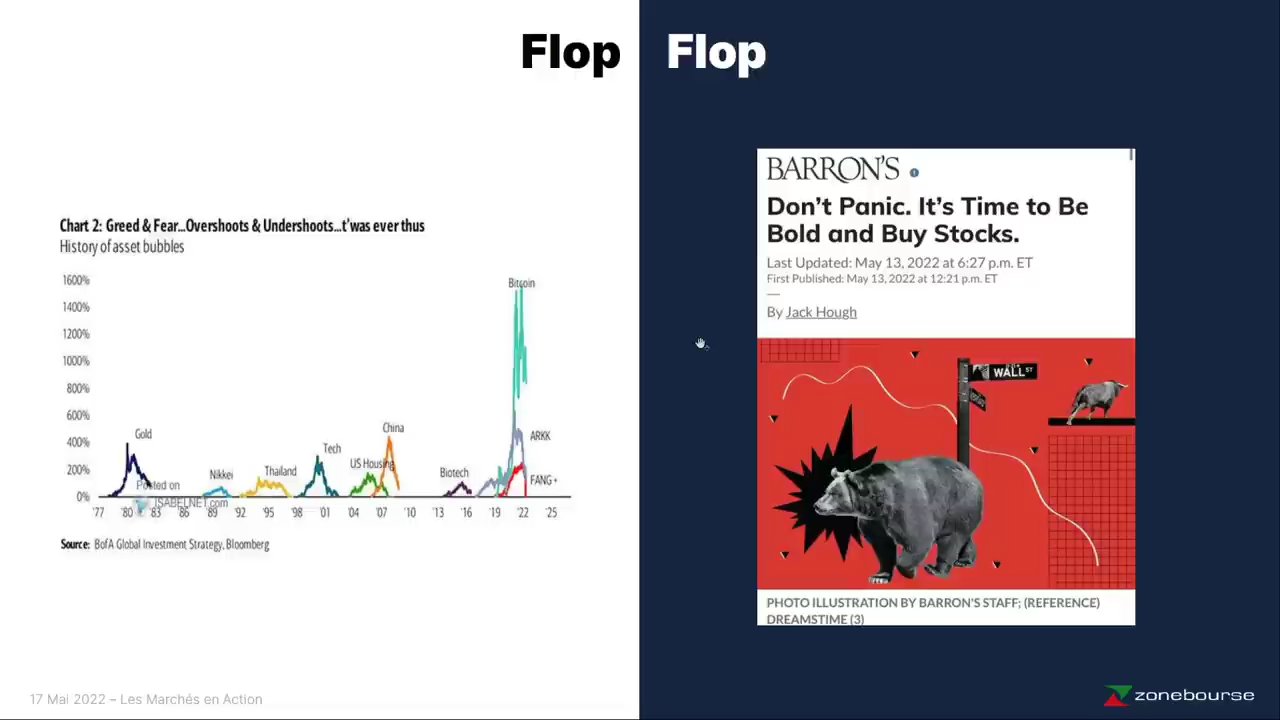 Flop
Chart 2: Greed & Fear...Overshoots & Undershoots...t'was ever thus
History of asset bubbles
1600%
1400%
1200%
1000%
800%
600%
400%
200%
0%
Bitcoin
Gold
Nikkei
Thailand
Tech
US Housing
China
Biotech
ARKK
FANG+
Posted on
ISABELNET.com
'77 '80 '83 '86 '89 '92 '95 '98 '01 '04 '07 '10 '13 '16 '19 '22 '25
Source: BofA Global Investment Strategy, Bloomberg
17 Mai 2022 – Les Marchés en Action
Flop
BARRON'S
Don't Panic. It's Time to Be
Bold and Buy Stocks.
Last Updated: May 13, 2022 at 6:27 p.m. ET
First Published: May 13, 2022 at 12:21 p.m. ET
By Jack Hough
WALL ST
PHOTO ILLUSTRATION BY BARRON'S STAFF; (REFERENCE)
DREAMSTIME (3)
zonebourse